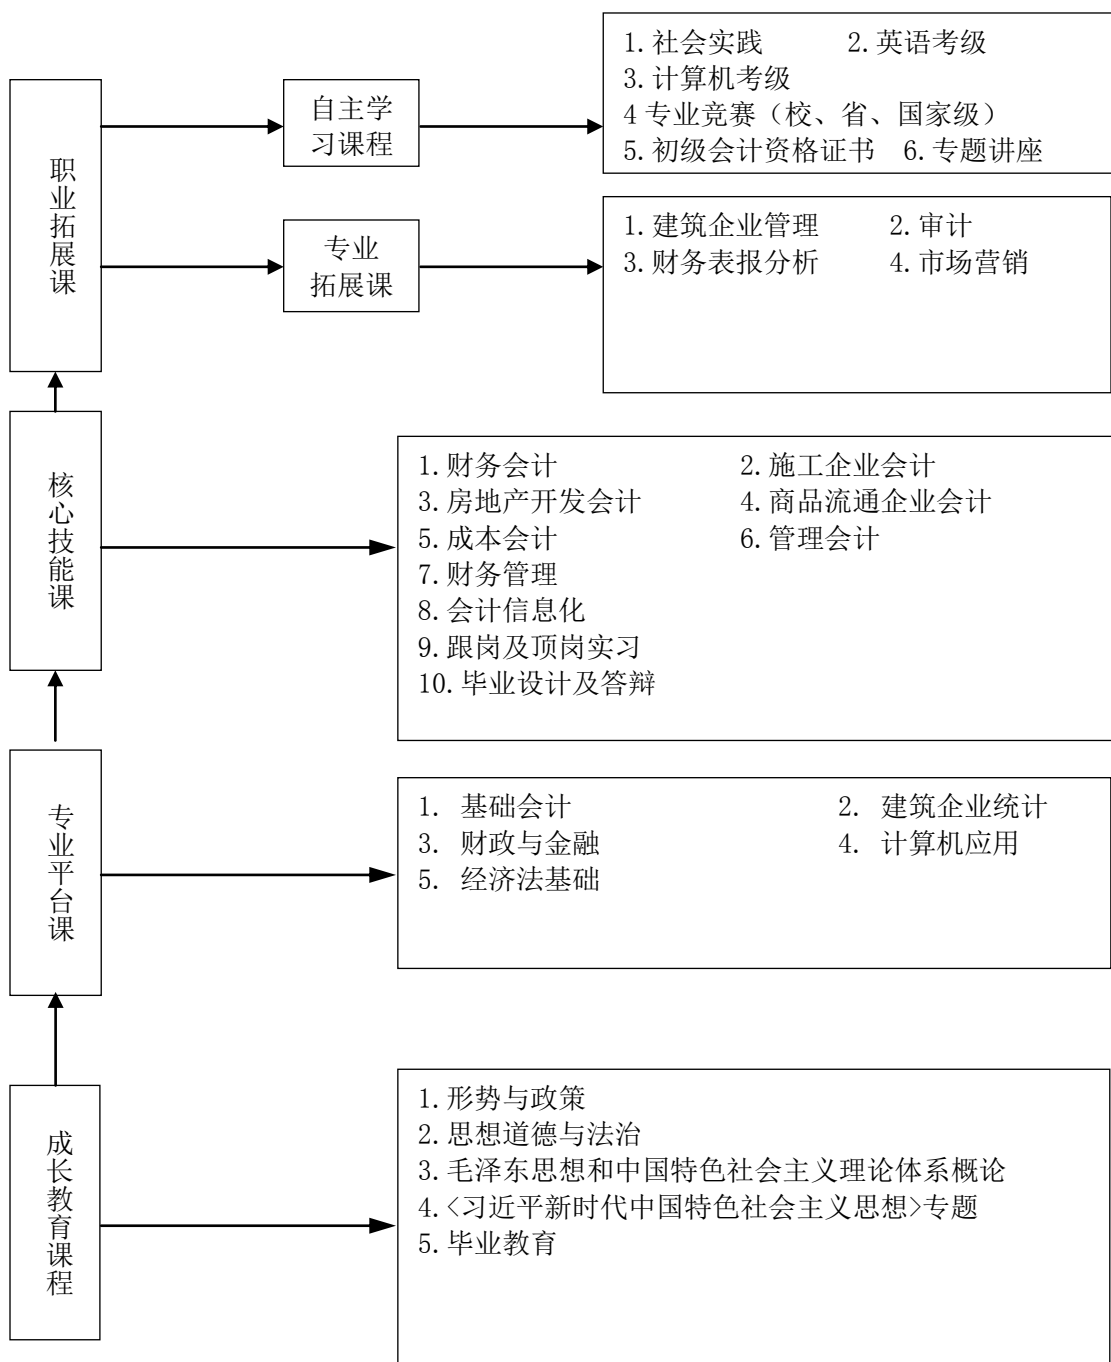 职业拓展课
自主学
习课程
1.社会实践 2.英语考级
3.计算机考级
4 专业竞赛（校、省、国家级）
5.初级会计资格证书 6.专题讲座
专业
拓展课
1.建筑企业管理 2.审计
3.财务表报分析 4.市场营销
核心技能课
1.财务会计 2.施工企业会计
3.房地产开发会计 4.商品流通企业会计
5.成本会计 6.管理会计
7.财务管理
8.会计信息化
9.跟岗及顶岗实习
10.毕业设计及答辩
专业平台课
1. 基础会计 2. 建筑企业统计
3. 财政与金融 4. 计算机应用
5. 经济法基础
成长教育课程
1.形势与政策
2.思想道德与法治
3.毛泽东思想和中国特色社会主义理论体系概论
4.<习近平新时代中国特色社会主义思想>专题
5.毕业教育